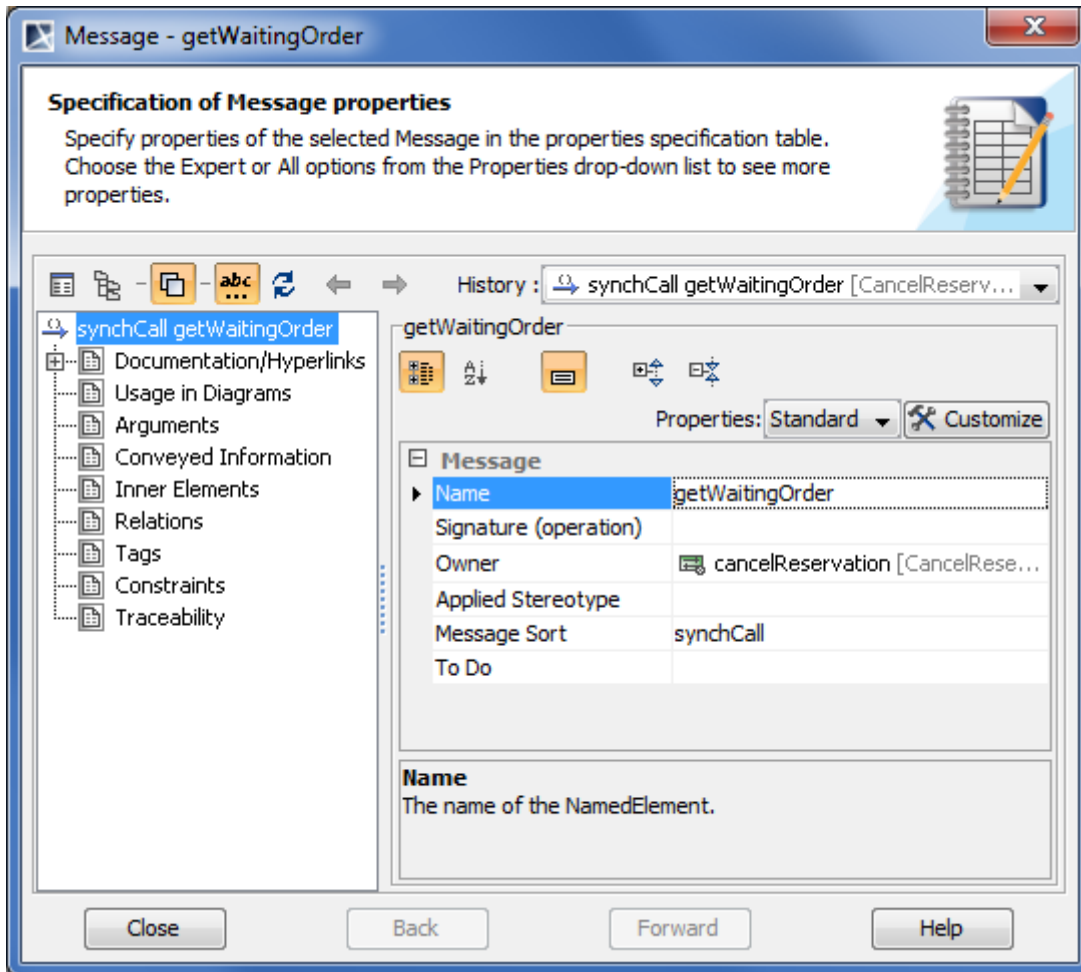 Message - getWaitingOrder
Specification of Message properties
Specify properties of the selected Message in the properties specification table.
Choose the Expert or All options from the Properties drop-down list to see more
properties.
abc
...
History : synchCall getWaitingOrder [CancelReserv...
synchCall getWaitingOrder
Documentation/Hyperlinks
Usage in Diagrams
Arguments
Conveyed Information
Inner Elements
Relations
Tags
Constraints
Traceability
getWaitingOrder
Properties: Standard Customize
Message
Name getWaitingOrder
Signature (operation)
Owner cancelReservation [CancelRese...
Applied Stereotype
Message Sort synchCall
To Do
Name
The name of the NamedElement.
Close Back Forward Help